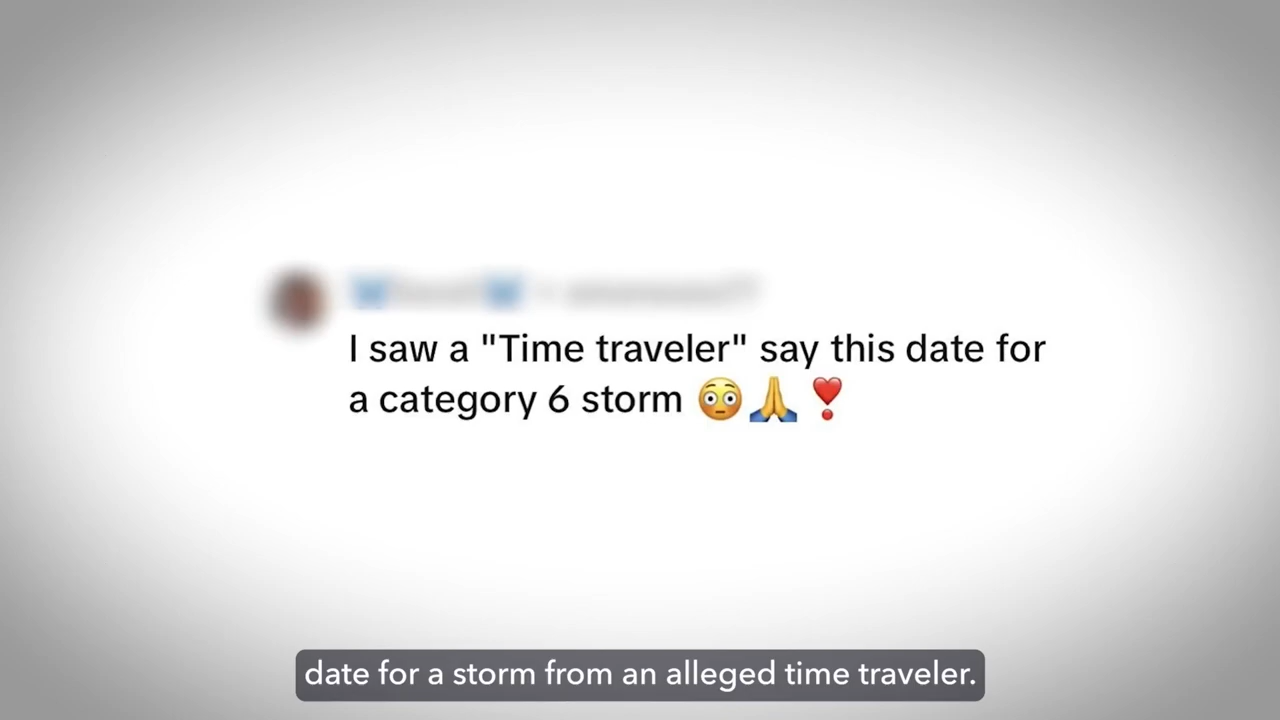 I saw a "Time traveler" say this date for
a category 6 storm 😳🙏❣️
date for a storm from an alleged time traveler.